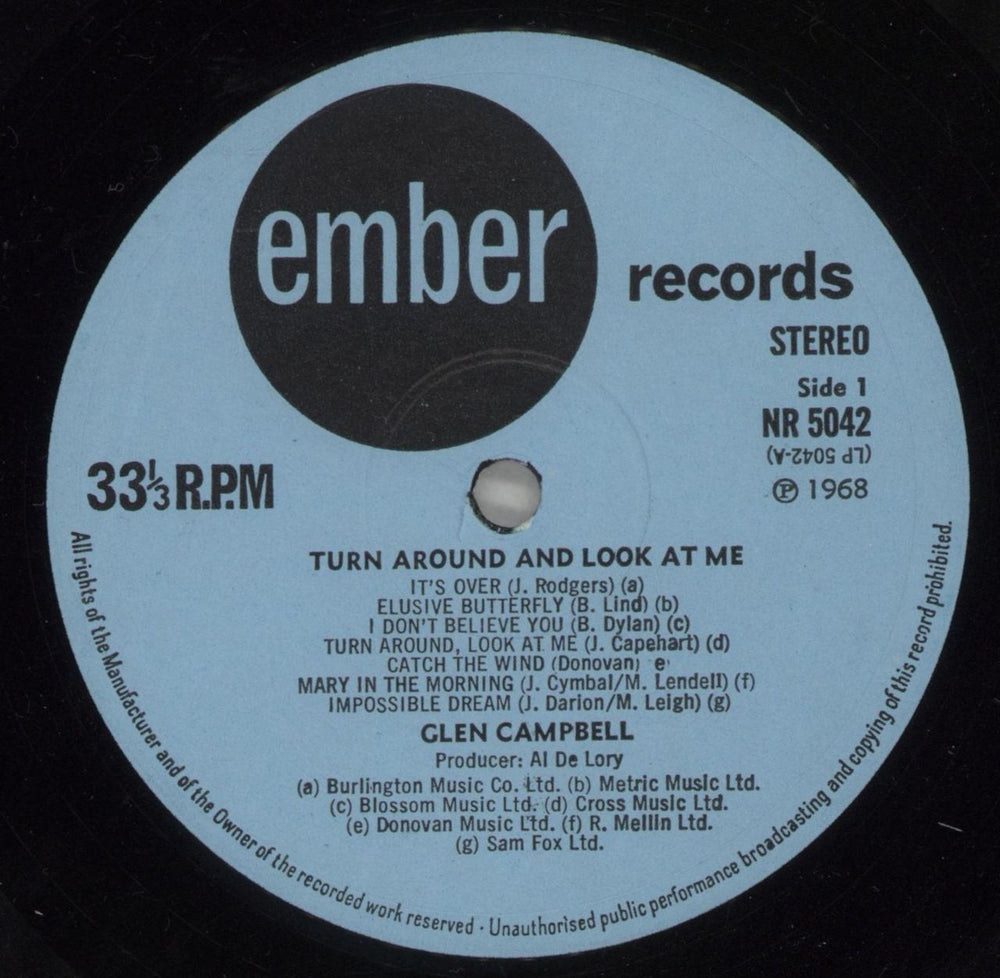 ember
records
STEREO
Side 1
NR 5042
(LP 5042-A)
Ⓟ 1968
33⅓ R.P.M
TURN AROUND AND LOOK AT ME
IT'S OVER (J. Rodgers) (a)
ELUSIVE BUTTERFLY (B. Lind) (b)
I DON'T BELIEVE YOU (B. Dylan) (c)
TURN AROUND, LOOK AT ME (J. Capehart) (d)
CATCH THE WIND (Donovan) (e)
MARY IN THE MORNING (J. Cymbal/M. Lendell) (f)
IMPOSSIBLE DREAM (J. Darion/M. Leigh) (g)
GLEN CAMPBELL
Producer: Al De Lory
(a) Burlington Music Co. Ltd. (b) Metric Music Ltd.
(c) Blossom Music Ltd. (d) Cross Music Ltd.
(e) Donovan Music Ltd. (f) R. Mellin Ltd.
(g) Sam Fox Ltd.
All rights of the Manufacturer and of the Owner of the recorded work reserved · Unauthorised public performance broadcasting and copying of this record prohibited.